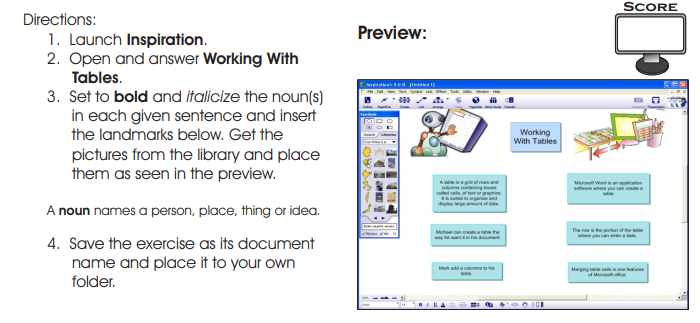 Directions:
1. Launch Inspiration.
2. Open and answer Working With
Tables.
3. Set to bold and italicize the noun(s)
in each given sentence and insert
the landmarks below. Get the
pictures from the library and place
them as seen in the preview.
A noun names a person, place, thing or idea.
4. Save the exercise as its document
name and place it to your own
folder.
Preview:
SCORE
Working
With Tables
A table is a grid of rows and
columns containing boxes
called cells, of text or graphics.
It is suited to organize and
display large amount of data.
Microsoft Word is an application
software where you can create a
table.
Michael can create a table the
way he want it in his document.
The row is the portion of the table
where you can enter a data.
Mark add a columns to his
table.
Merging table cells is one features
of Microsoft office.